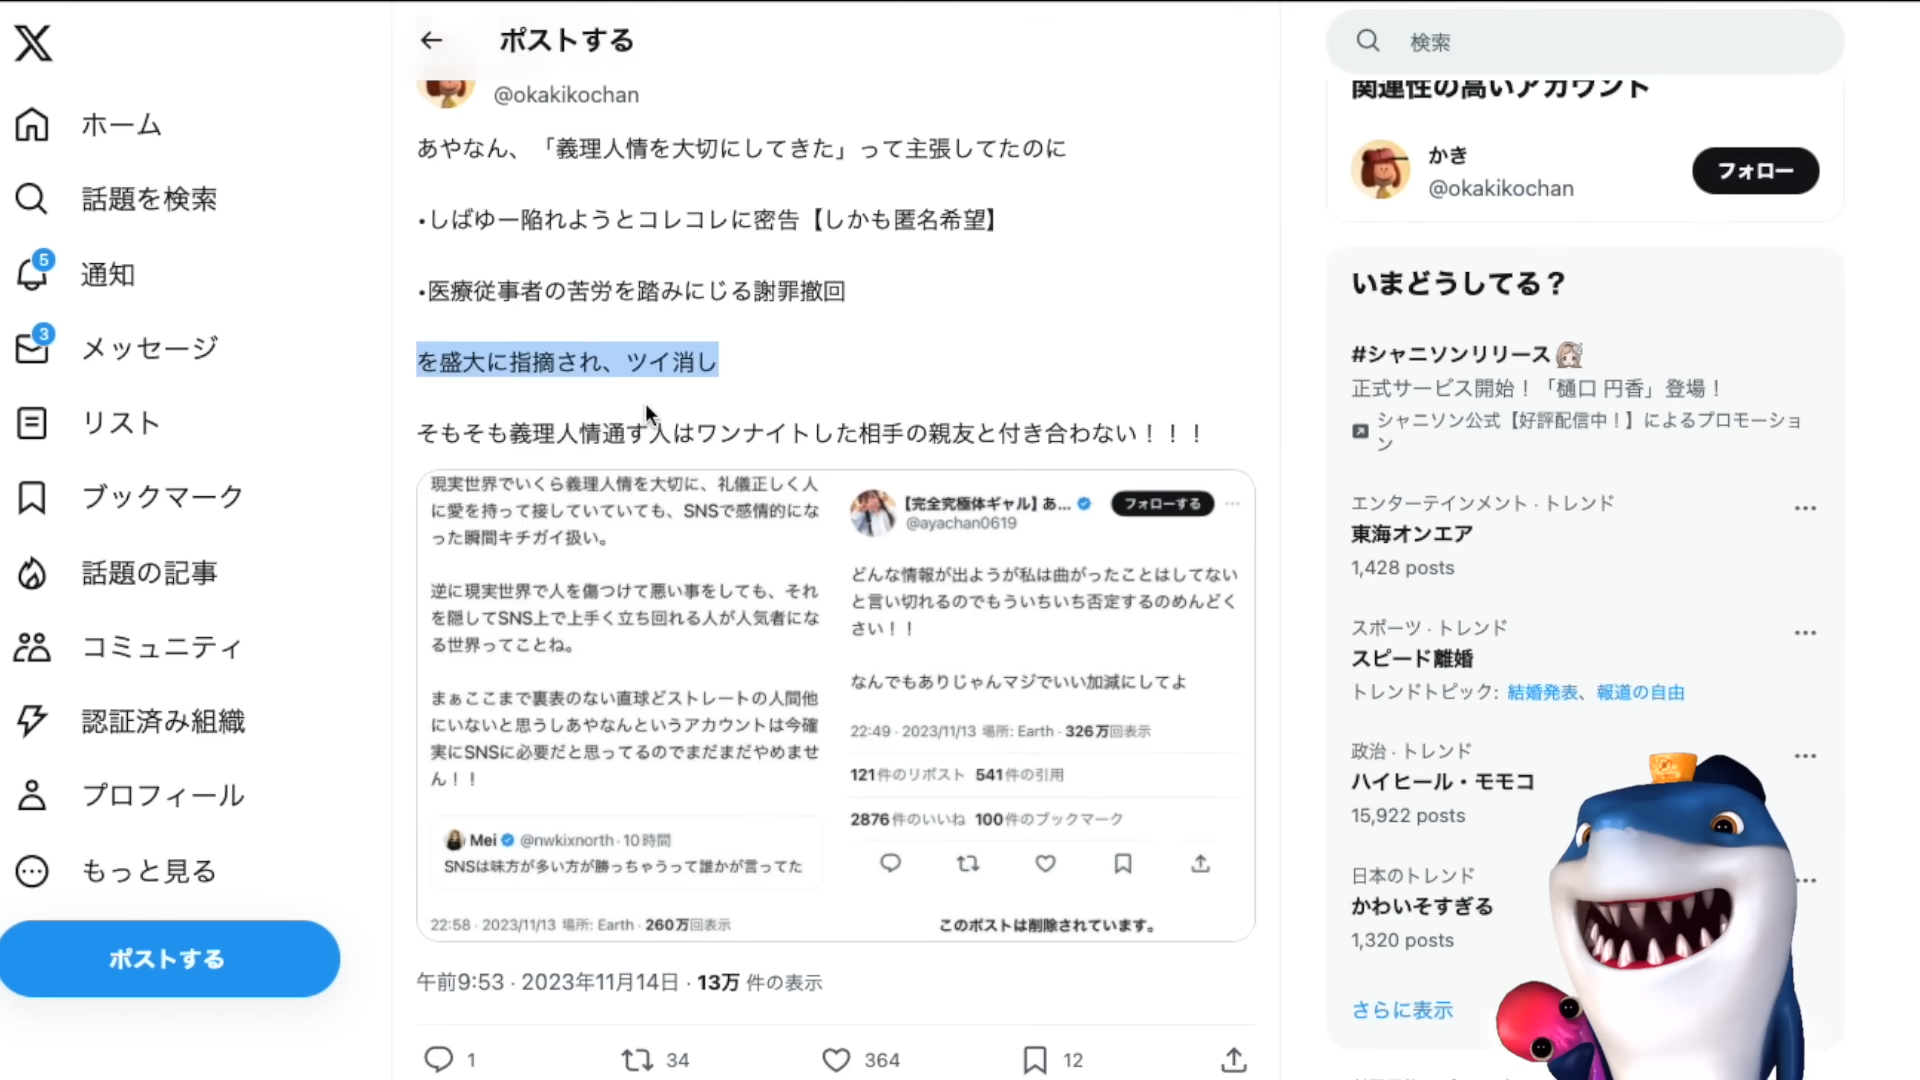 ホーム
話題を検索
5
通知
3
メッセージ
リスト
ブックマーク
話題の記事
コミュニティ
認証済み組織
プロフィール
もっと見る
ポストする
ポストする
@okakikochan
あやなん、「義理人情を大切にしてきた」って主張してたのに
•しばゆー陥れようとコレコレに密告【しかも匿名希望】
•医療従事者の苦労を踏みにじる謝罪撤回
を盛大に指摘され、ツイ消し
そもそも義理人情通す人はワンナイトした相手の親友と付き合わない！！！
現実世界でいくら義理人情を大切に、礼儀正しく人
に愛を持って接していていても、SNSで感情的にな
った瞬間キチガイ扱い。
逆に現実世界で人を傷つけて悪い事をしても、それ
を隠してSNS上で上手く立ち回れる人が人気者にな
る世界ってことね。
まぁここまで裏表のない直球どストレートの人間他
にいないと思うしあやなんというアカウントは今確
実にSNSに必要だと思ってるのでまだまだやめませ
ん！！
Mei @nwkixnorth · 10時間
SNSは味方が多い方が勝っちゃうって誰かが言ってた
22:58 · 2023/11/13 場所: Earth · 260万回表示
【完全究極体ギャル】あ...
フォローする
@ayachan0619
どんな情報が出ようが私は曲がったことはしてない
と言い切れるのでもういちいち否定するのめんどく
さい！！
なんでもありじゃんマジでいい加減にしてよ
22:49 · 2023/11/13 場所: Earth · 326万回表示
121件のリポスト 541件の引用
2876件のいいね 100件のブックマーク
このポストは削除されています。
午前9:53 · 2023年11月14日 · 13万 件の表示
1
34
364
12
検索
関連性の高いアカウント
かき
@okakikochan
フォロー
いまどうしてる？
#シャニソンリリース
正式サービス開始！「樋口 円香」登場！
シャニソン公式【好評配信中！】によるプロモーショ
ン
エンターテインメント · トレンド
東海オンエア
1,428 posts
スポーツ · トレンド
スピード離婚
トレンドトピック: 結婚発表、報道の自由
政治 · トレンド
ハイヒール・モモコ
15,922 posts
日本のトレンド
かわいそすぎる
1,320 posts
さらに表示